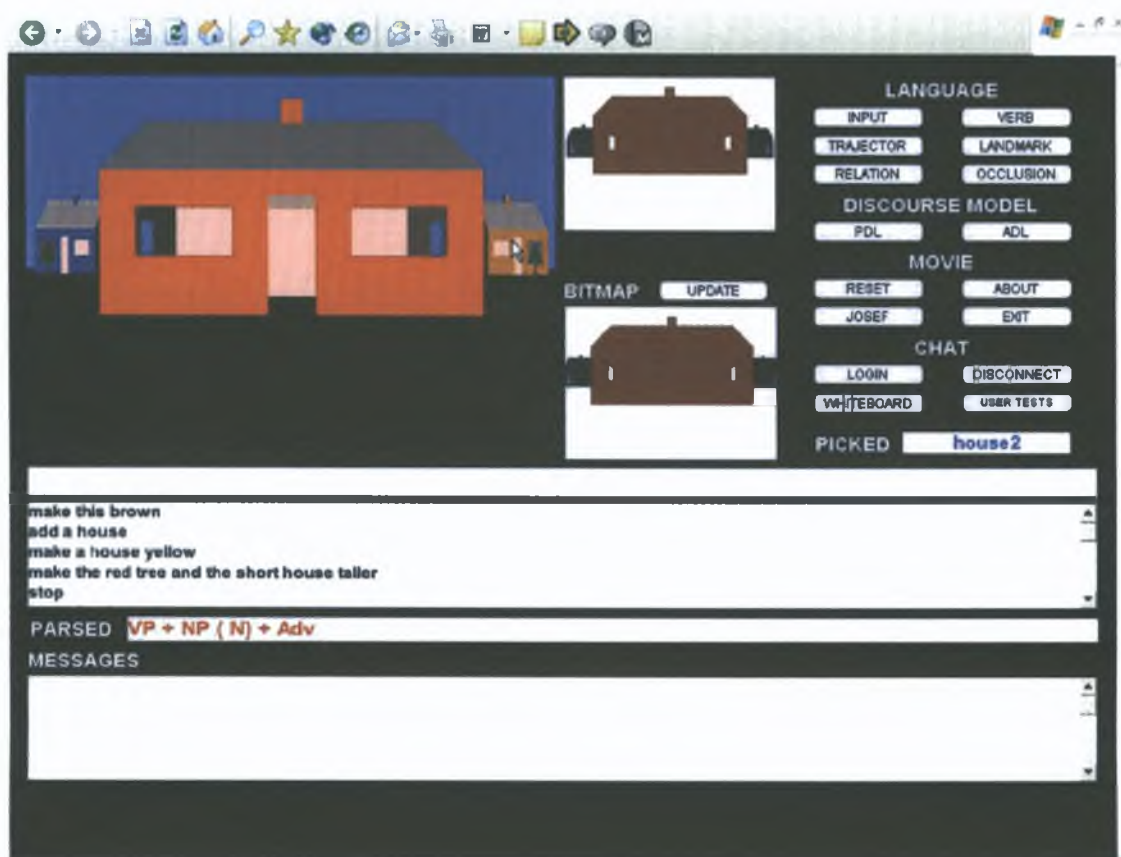 LANGUAGE
INPUT VERB
TRAJECTOR LANDMARK
RELATION OCCLUSION
DISCOURSE MODEL
PDL ADL
MOVIE
BITMAP UPDATE
RESET ABOUT
JOSEF EXIT
CHAT
LOGIN DISCONNECT
WHITEBOARD USER TESTS
PICKED house2
make this brown
add a house
make a house yellow
make the red tree and the short house taller
stop
PARSED VP + NP ( N) + Adv
MESSAGES